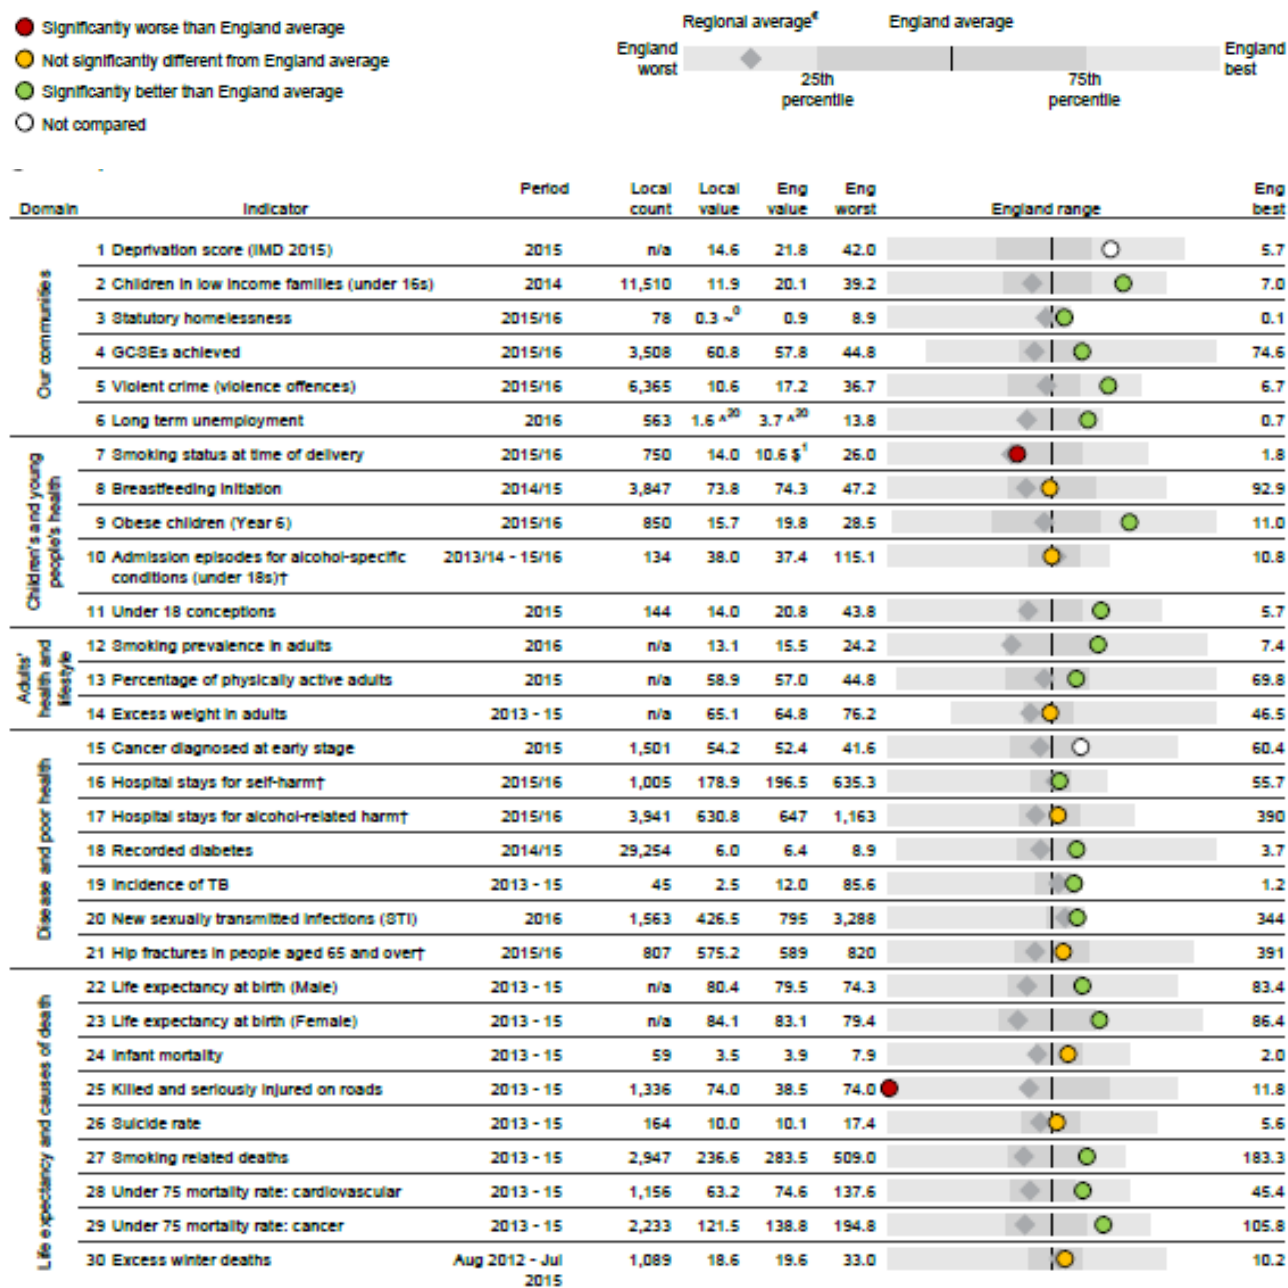 Significantly worse than England average
Not significantly different from England average
Significantly better than England average
Not compared
Regional average€ England average
England worst England best
25th percentile 75th percentile
Domain Indicator Period Local count Local value Eng value Eng worst England range Eng best
Our communities
1 Deprivation score (IMD 2015) 2015 n/a 14.6 21.8 42.0 5.7
2 Children in low income families (under 16s) 2014 11,510 11.9 20.1 39.2 7.0
3 Statutory homelessness 2015/16 78 0.3 ~⁰ 0.9 8.9 0.1
4 GCSEs achieved 2015/16 3,508 60.8 57.8 44.8 74.6
5 Violent crime (violence offences) 2015/16 6,365 10.6 17.2 36.7 6.7
6 Long term unemployment 2016 563 1.6 ^²⁰ 3.7 ^²⁰ 13.8 0.7
Children's and young people's health
7 Smoking status at time of delivery 2015/16 750 14.0 10.6 $¹ 26.0 1.8
8 Breastfeeding initiation 2014/15 3,847 73.8 74.3 47.2 92.9
9 Obese children (Year 6) 2015/16 850 15.7 19.8 28.5 11.0
10 Admission episodes for alcohol-specific 2013/14 - 15/16 134 38.0 37.4 115.1 10.8
conditions (under 18s)†
11 Under 18 conceptions 2015 144 14.0 20.8 43.8 5.7
Adults' health and lifestyle
12 Smoking prevalence in adults 2016 n/a 13.1 15.5 24.2 7.4
13 Percentage of physically active adults 2015 n/a 58.9 57.0 44.8 69.8
14 Excess weight in adults 2013 - 15 n/a 65.1 64.8 76.2 46.5
Disease and poor health
15 Cancer diagnosed at early stage 2015 1,501 54.2 52.4 41.6 60.4
16 Hospital stays for self-harm† 2015/16 1,005 178.9 196.5 635.3 55.7
17 Hospital stays for alcohol-related harm† 2015/16 3,941 630.8 647 1,163 390
18 Recorded diabetes 2014/15 29,254 6.0 6.4 8.9 3.7
19 Incidence of TB 2013 - 15 45 2.5 12.0 85.6 1.2
20 New sexually transmitted infections (STI) 2016 1,563 426.5 795 3,288 344
21 Hip fractures in people aged 65 and over† 2015/16 807 575.2 589 820 391
Life expectancy and causes of death
22 Life expectancy at birth (Male) 2013 - 15 n/a 80.4 79.5 74.3 83.4
23 Life expectancy at birth (Female) 2013 - 15 n/a 84.1 83.1 79.4 86.4
24 Infant mortality 2013 - 15 59 3.5 3.9 7.9 2.0
25 Killed and seriously injured on roads 2013 - 15 1,336 74.0 38.5 74.0 11.8
26 Suicide rate 2013 - 15 164 10.0 10.1 17.4 5.6
27 Smoking related deaths 2013 - 15 2,947 236.6 283.5 509.0 183.3
28 Under 75 mortality rate: cardiovascular 2013 - 15 1,156 63.2 74.6 137.6 45.4
29 Under 75 mortality rate: cancer 2013 - 15 2,233 121.5 138.8 194.8 105.8
30 Excess winter deaths Aug 2012 - Jul 1,089 18.6 19.6 33.0 10.2
2015